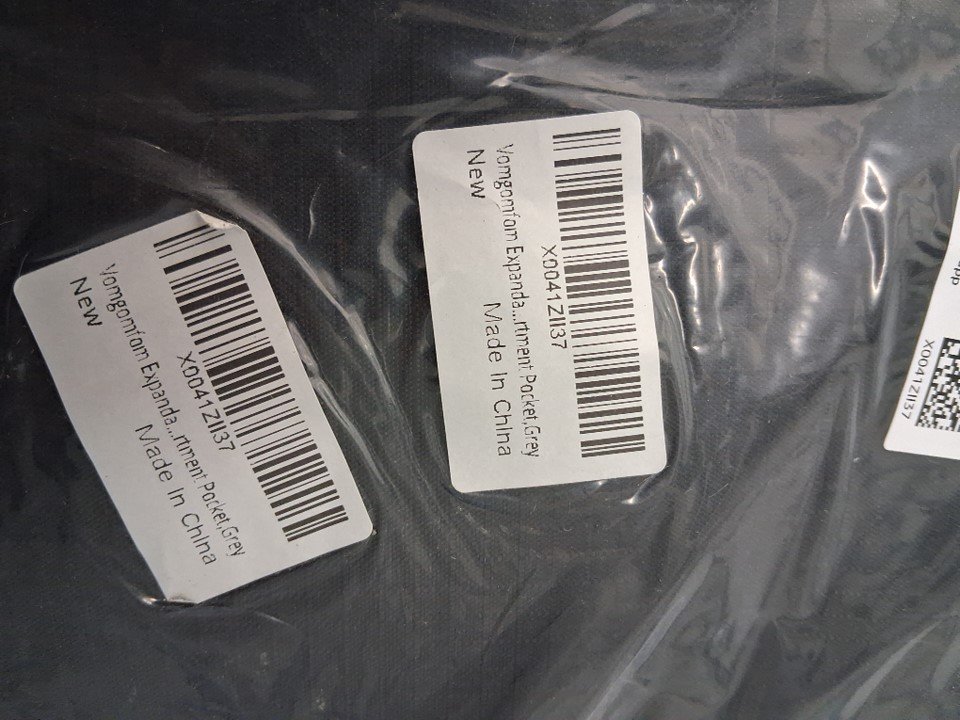 X0041ZII37
Vomgomfom Expanda...rtment Pocket,Grey
New
Made In China
X0041ZII37
Vomgomfom Expanda...rtment Pocket,Grey
New
Made In China
X0041ZII37